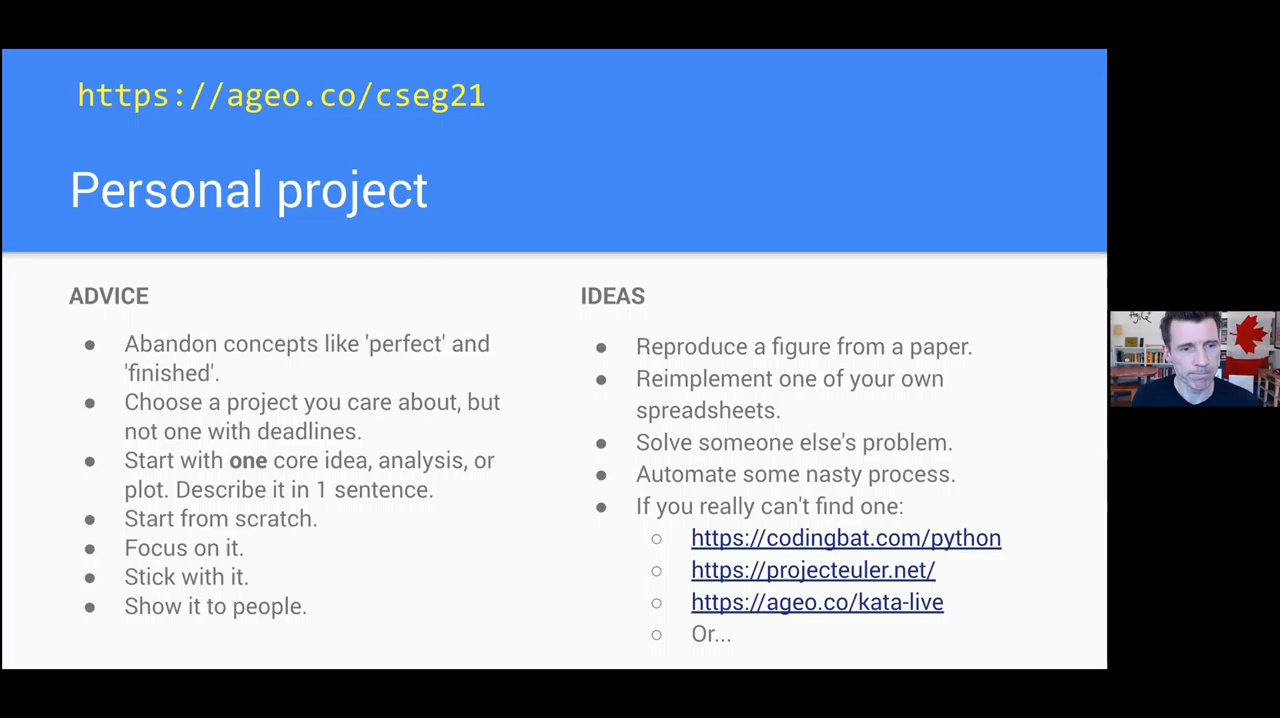 https://ageo.co/cseg21
Personal project
ADVICE
● Abandon concepts like 'perfect' and
'finished'.
● Choose a project you care about, but
not one with deadlines.
● Start with one core idea, analysis, or
plot. Describe it in 1 sentence.
● Start from scratch.
● Focus on it.
● Stick with it.
● Show it to people.
IDEAS
● Reproduce a figure from a paper.
● Reimplement one of your own
spreadsheets.
● Solve someone else's problem.
● Automate some nasty process.
● If you really can't find one:
○ https://codingbat.com/python
○ https://projecteuler.net/
○ https://ageo.co/kata-live
○ Or...